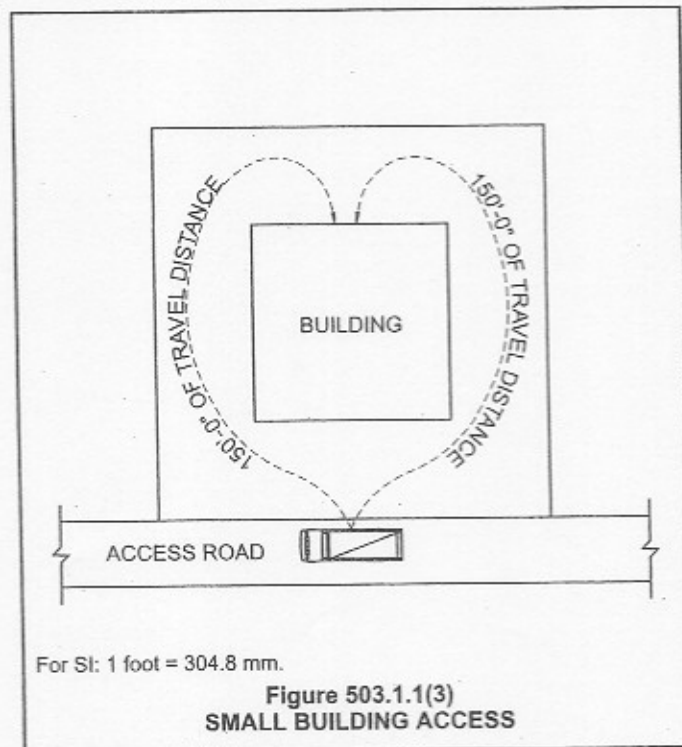 150'-0" OF TRAVEL DISTANCE
150'-0" OF TRAVEL DISTANCE
BUILDING
ACCESS ROAD
For SI: 1 foot = 304.8 mm.
Figure 503.1.1(3)
SMALL BUILDING ACCESS